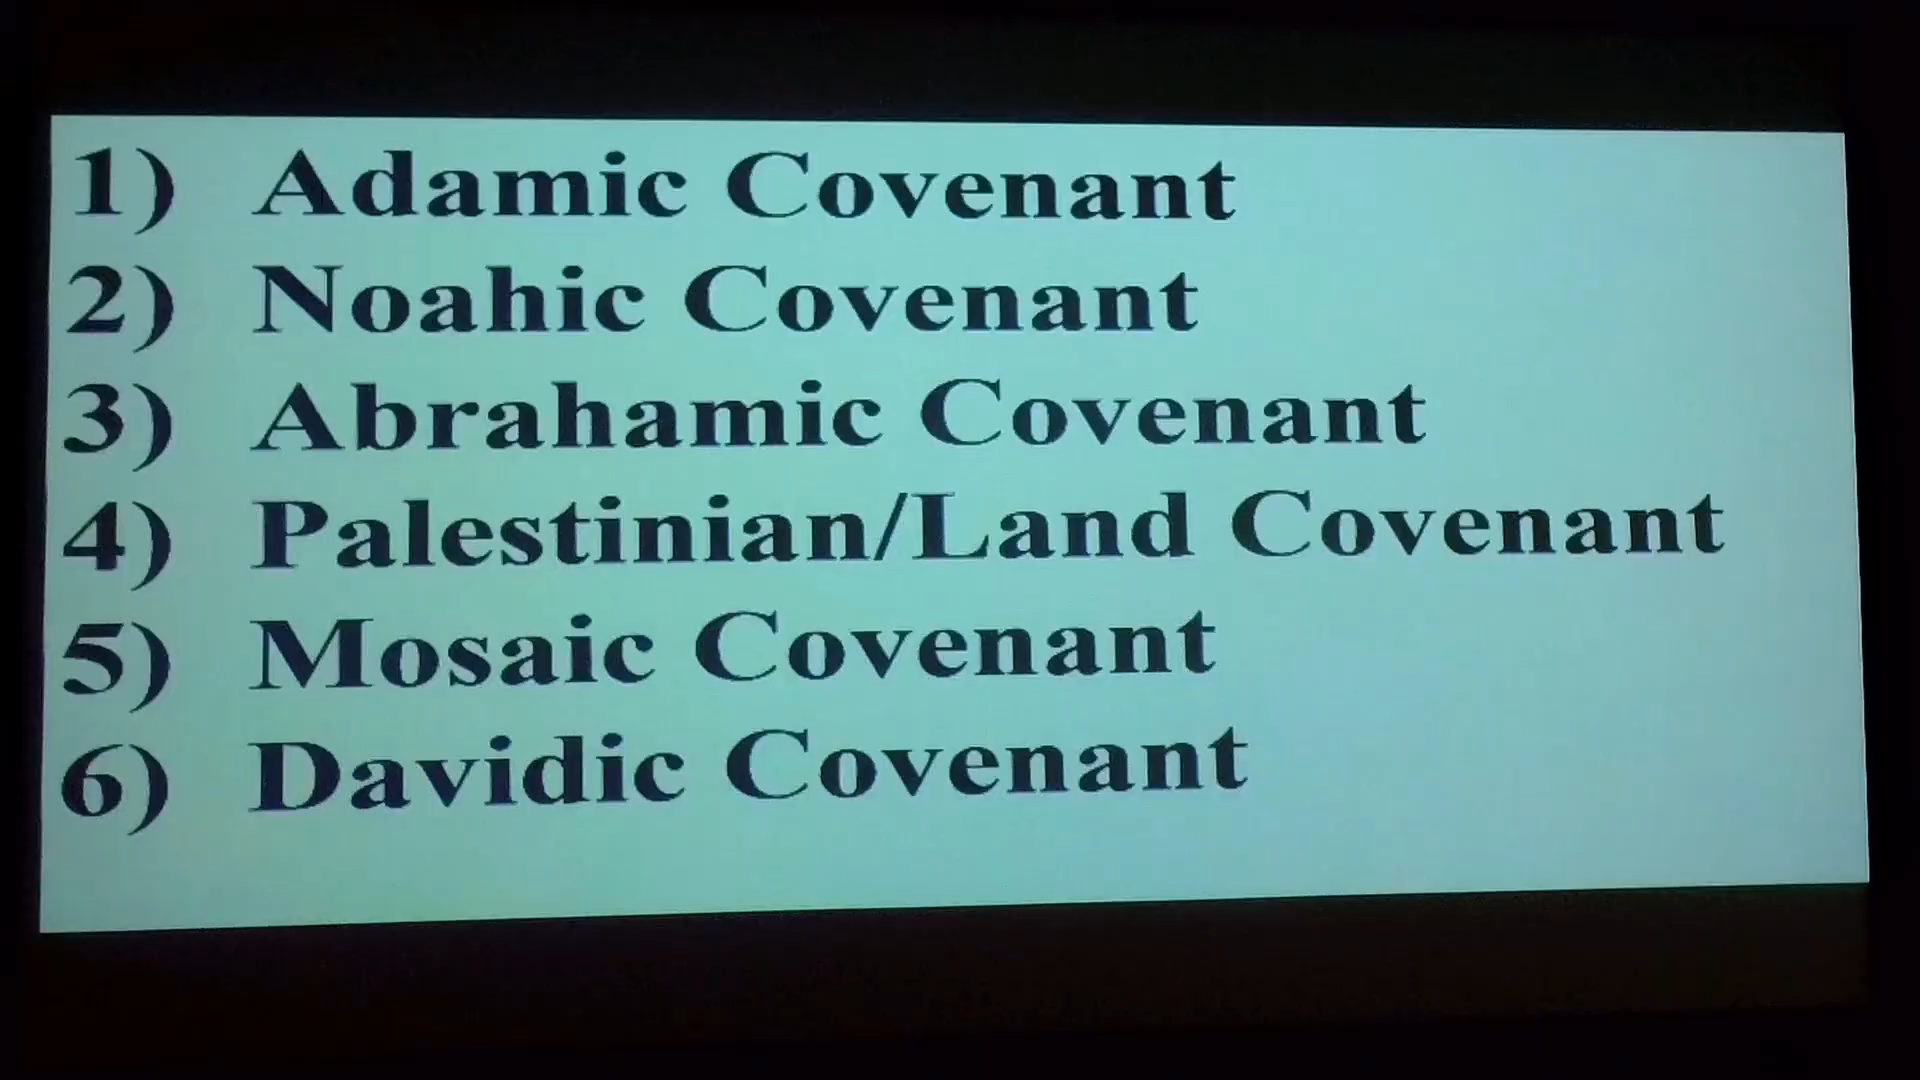 1) Adamic Covenant
2) Noahic Covenant
3) Abrahamic Covenant
4) Palestinian/Land Covenant
5) Mosaic Covenant
6) Davidic Covenant